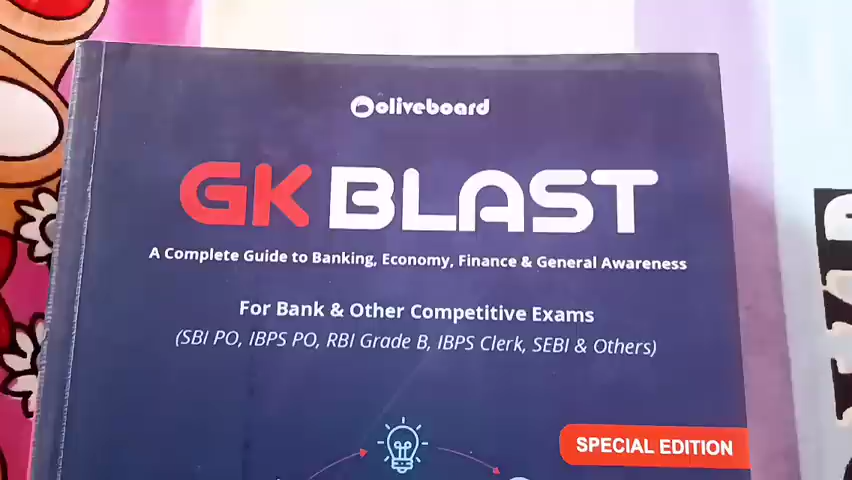 oliveboard
GK BLAST
A Complete Guide to Banking, Economy, Finance & General Awareness
For Bank & Other Competitive Exams
(SBI PO, IBPS PO, RBI Grade B, IBPS Clerk, SEBI & Others)
SPECIAL EDITION